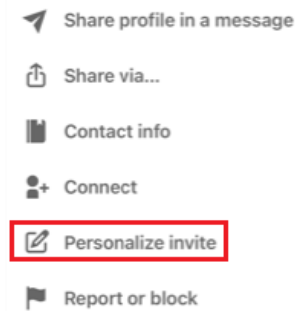 Share profile in a message
Share via...
Contact info
Connect
Personalize invite
Report or block